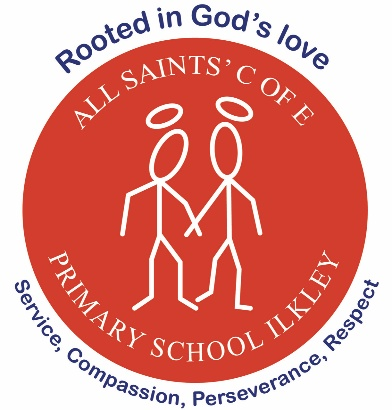 Rooted in God's love
ALL SAINTS' C OF E
PRIMARY SCHOOL ILKLEY
Service, Compassion, Perseverance, Respect